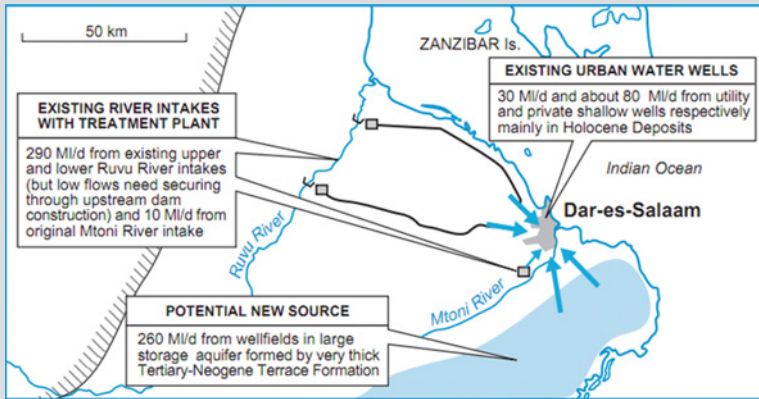 50 km
ZANZIBAR Is.
EXISTING URBAN WATER WELLS
30 Ml/d and about 80 Ml/d from utility
and private shallow wells respectively
mainly in Holocene Deposits
EXISTING RIVER INTAKES
WITH TREATMENT PLANT
290 Ml/d from existing upper
and lower Ruvu River intakes
(but low flows need securing
through upstream dam
construction) and 10 Ml/d from
original Mtoni River intake
Indian Ocean
Dar-es-Salaam
Ruvu River
Mtoni River
POTENTIAL NEW SOURCE
260 Ml/d from wellfields in large
storage aquifer formed by very thick
Tertiary-Neogene Terrace Formation